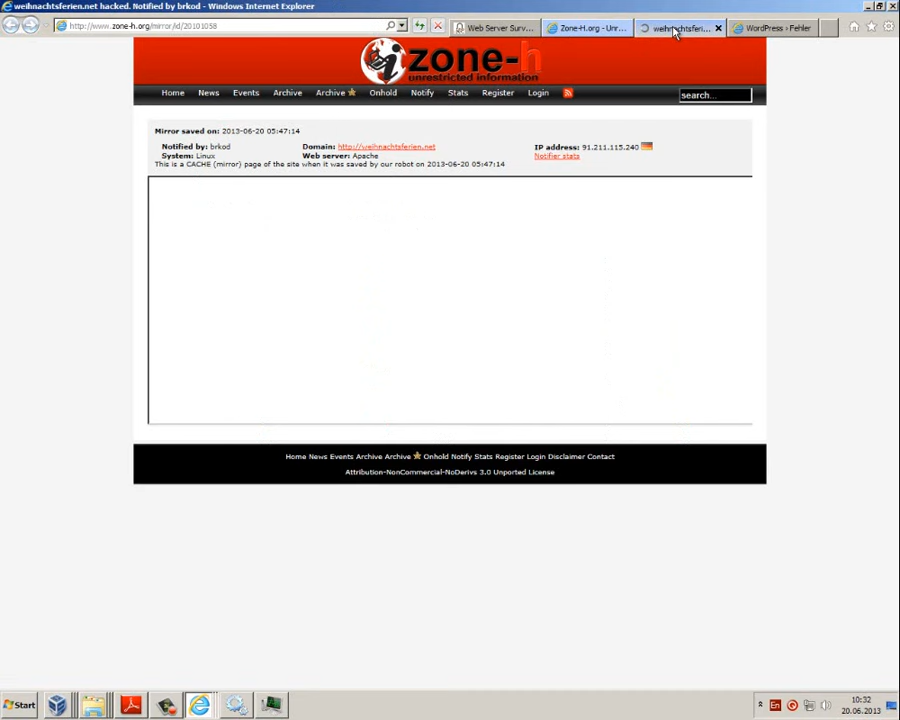 weihnachtsferien.net hacked. Notified by brkod - Windows Internet Explorer
http://www.zone-h.org/mirror/id/20101058
Web Server Surv...
Zone-H.org - Unr...
weihnachtsferi...
WordPress › Fehler
zone-h
unrestricted information
Home News Events Archive Archive Onhold Notify Stats Register Login
search...
Mirror saved on: 2013-06-20 05:47:14
Notified by: brkod Domain: http://weihnachtsferien.net IP address: 91.211.115.240
System: Linux Web server: Apache Notifier stats
This is a CACHE (mirror) page of the site when it was saved by our robot on 2013-06-20 05:47:14
Home News Events Archive Archive Onhold Notify Stats Register Login Disclaimer Contact
Attribution-NonCommercial-NoDerivs 3.0 Unported License
Start
En
10:32
20.06.2013